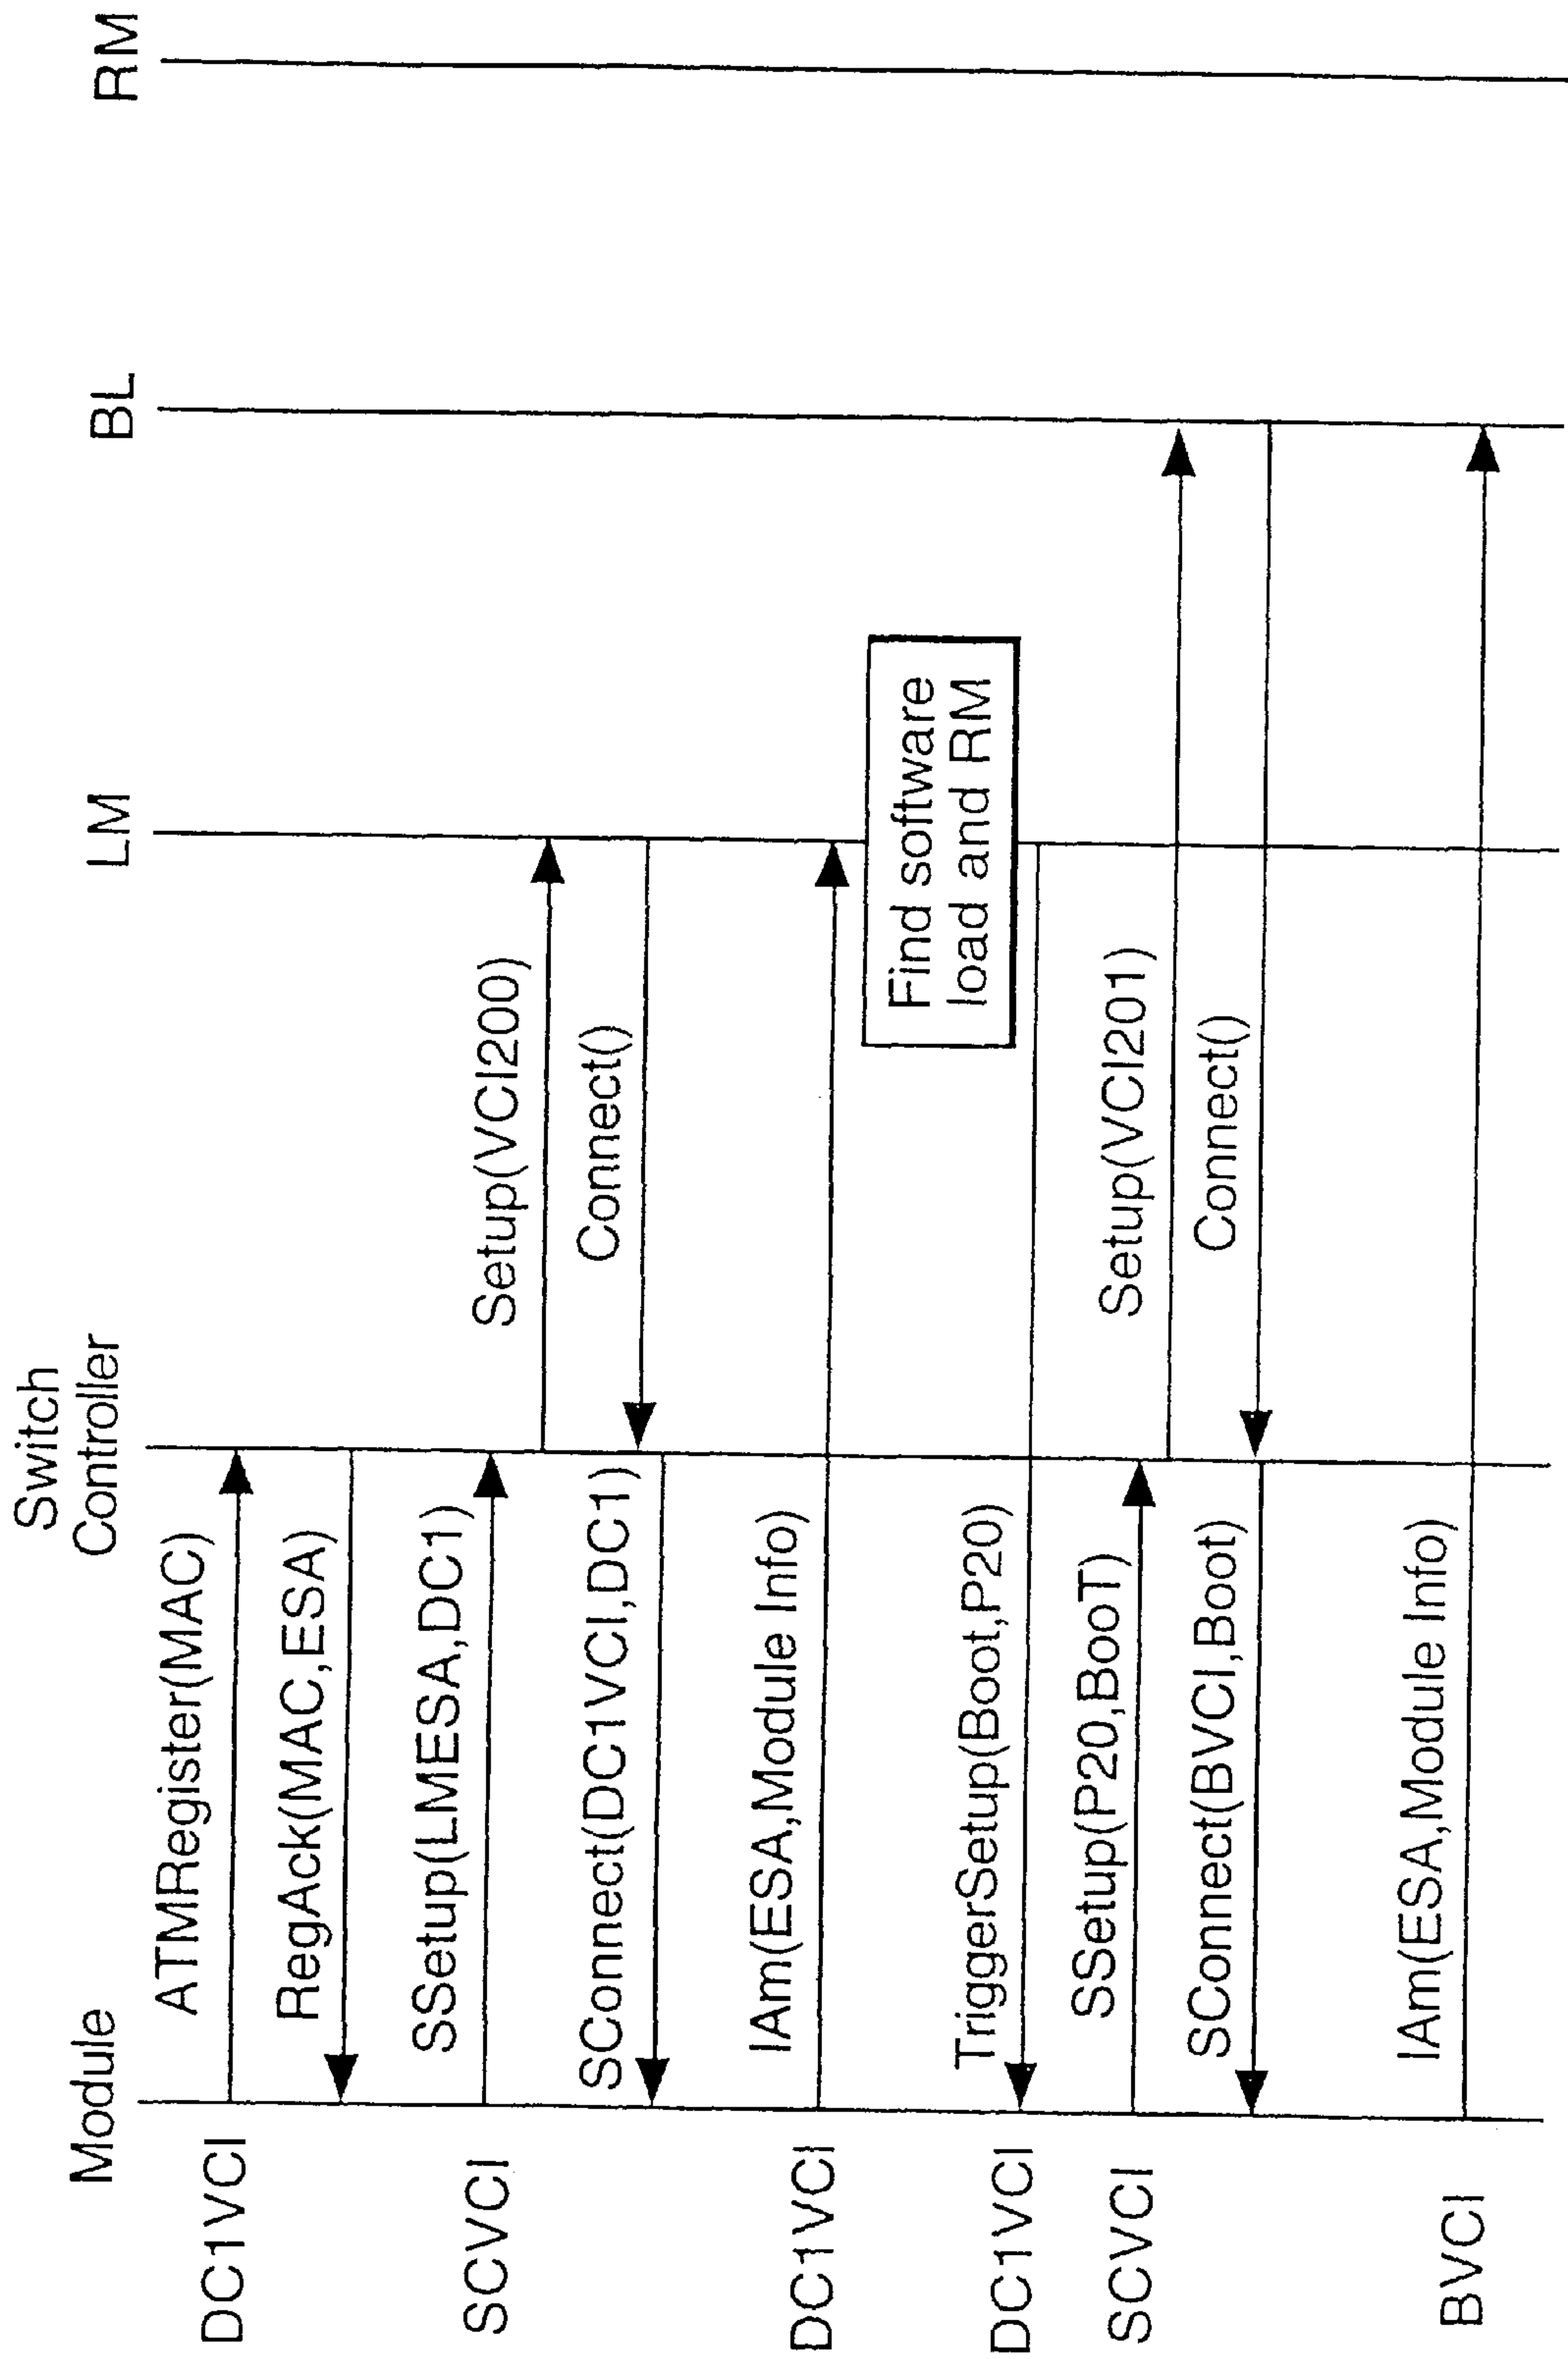 Module
Switch
Controller
LM
BL
RM
DC1VCI
ATMRegister(MAC)
RegAck(MAC,ESA)
SCVCI
SSetup(LMESA,DC1)
Setup(VCI200)
Connect()
SConnect(DC1VCI,DC1)
DC1VCI
IAm(ESA,Module Info)
Find software
load and RM
DC1VCI
TriggerSetup(Boot,P20)
SCVCI
SSetup(P20,BooT)
Setup(VCI201)
Connect()
SConnect(BVCI,Boot)
BVCI
IAm(ESA,Module Info)